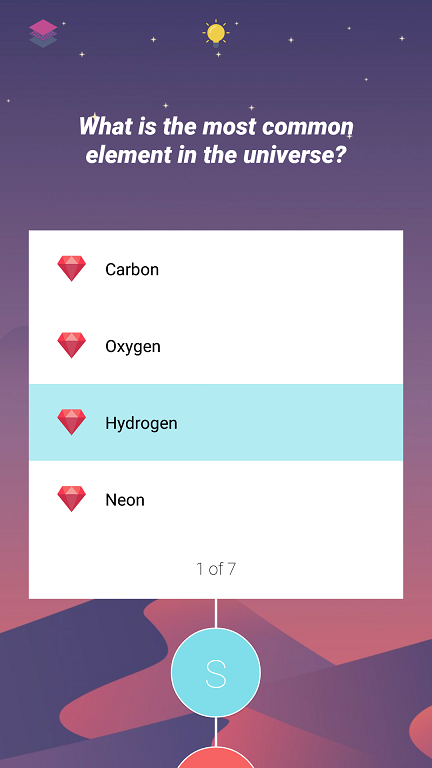 What is the most common
element in the universe?
Carbon
Oxygen
Hydrogen
Neon
1 of 7
S